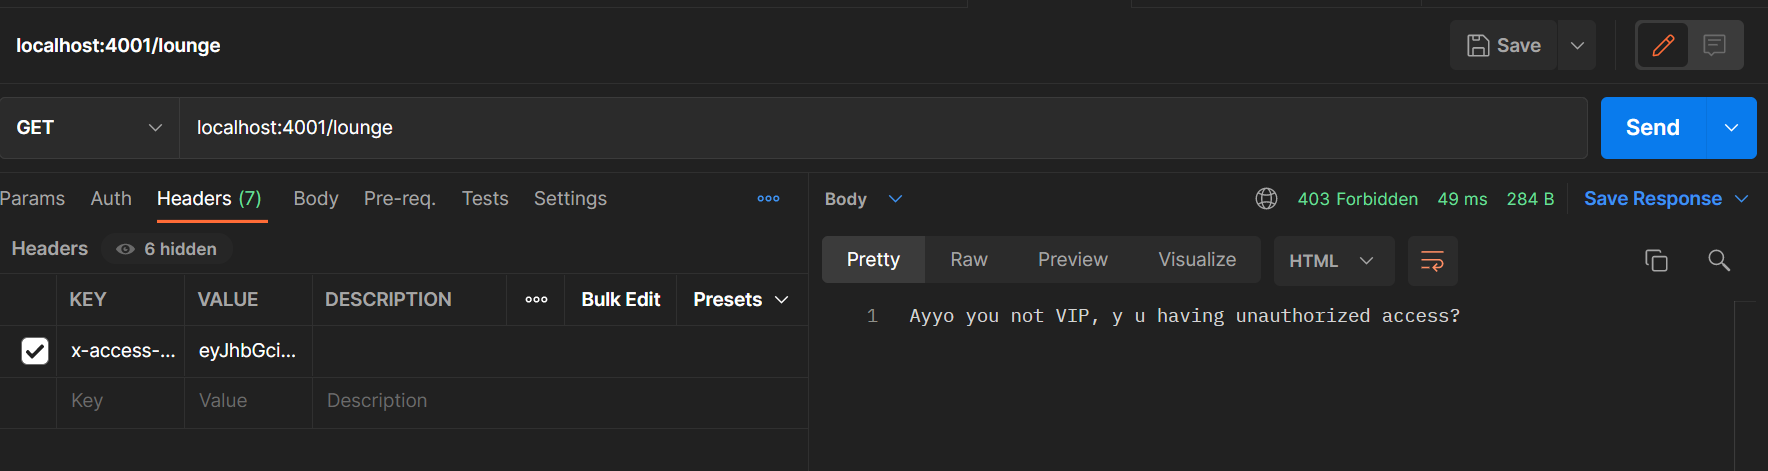 localhost:4001/lounge
Save
GET
localhost:4001/lounge
Send
Params Auth Headers (7) Body Pre-req. Tests Settings
Headers 6 hidden
KEY VALUE DESCRIPTION Bulk Edit Presets
x-access-... eyJhbGci...
Key Value Description
Body 403 Forbidden 49 ms 284 B Save Response
Pretty Raw Preview Visualize HTML
1 Ayyo you not VIP, y u having unauthorized access?